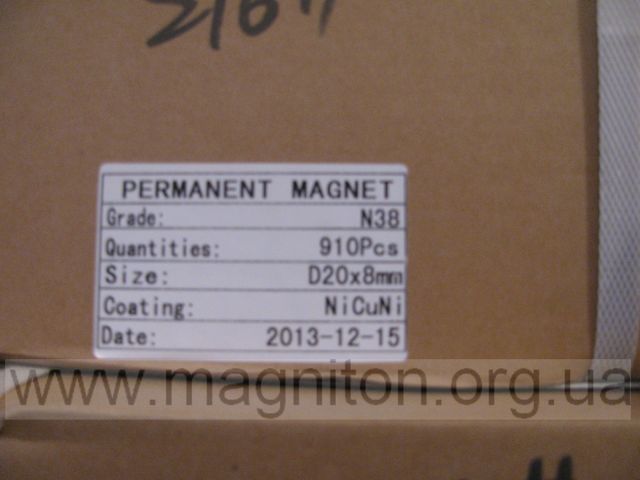 PERMANENT MAGNET
Grade: N38
Quantities: 910Pcs
Size: D20x8mm
Coating: NiCuNi
Date: 2013-12-15
www.magniton.org.ua